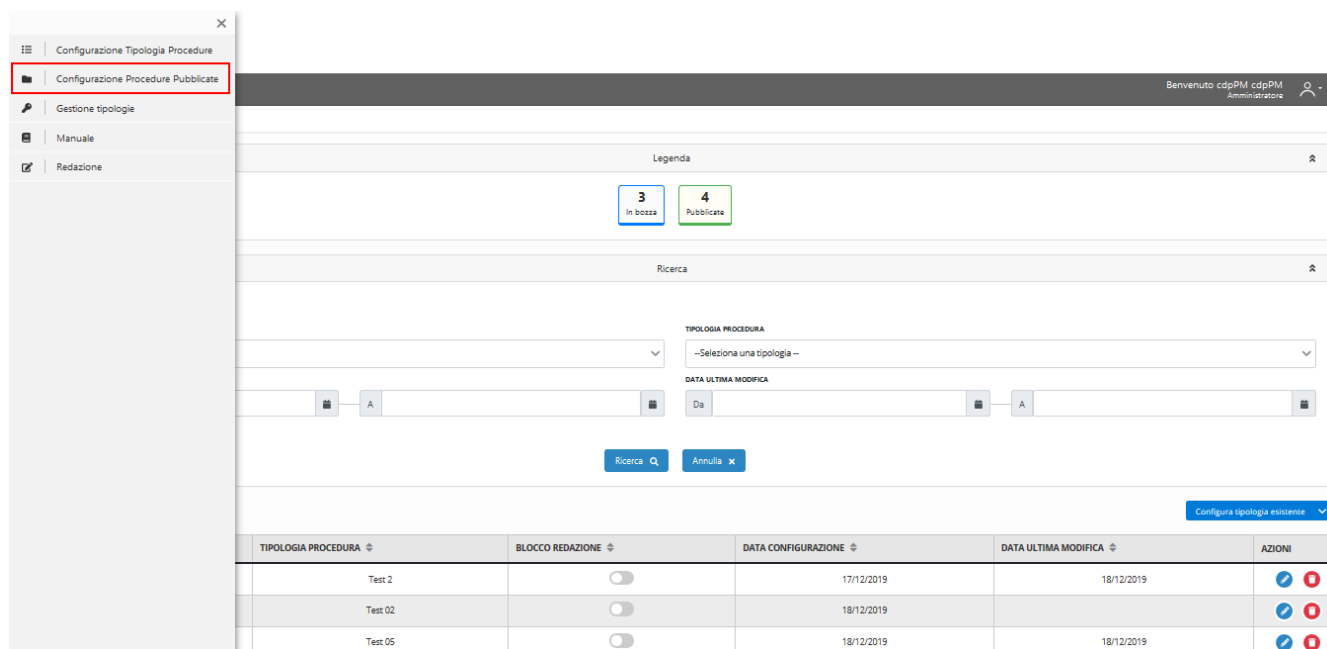 ×
Configurazione Tipologia Procedure
Configurazione Procedure Pubblicate
Gestione tipologie
Manuale
Redazione
Benvenuto cdpPM cdpPM
Amministratore
Legenda
3
In bozza
4
Pubblicate
Ricerca
TIPOLOGIA PROCEDURA
--Seleziona una tipologia --
DATA ULTIMA MODIFICA
A
Da
A
Ricerca
Annulla ×
Configura tipologia esistente
TIPOLOGIA PROCEDURA BLOCCO REDAZIONE DATA CONFIGURAZIONE DATA ULTIMA MODIFICA AZIONI
Test 2 17/12/2019 18/12/2019
Test 02 18/12/2019
Test 05 18/12/2019 18/12/2019